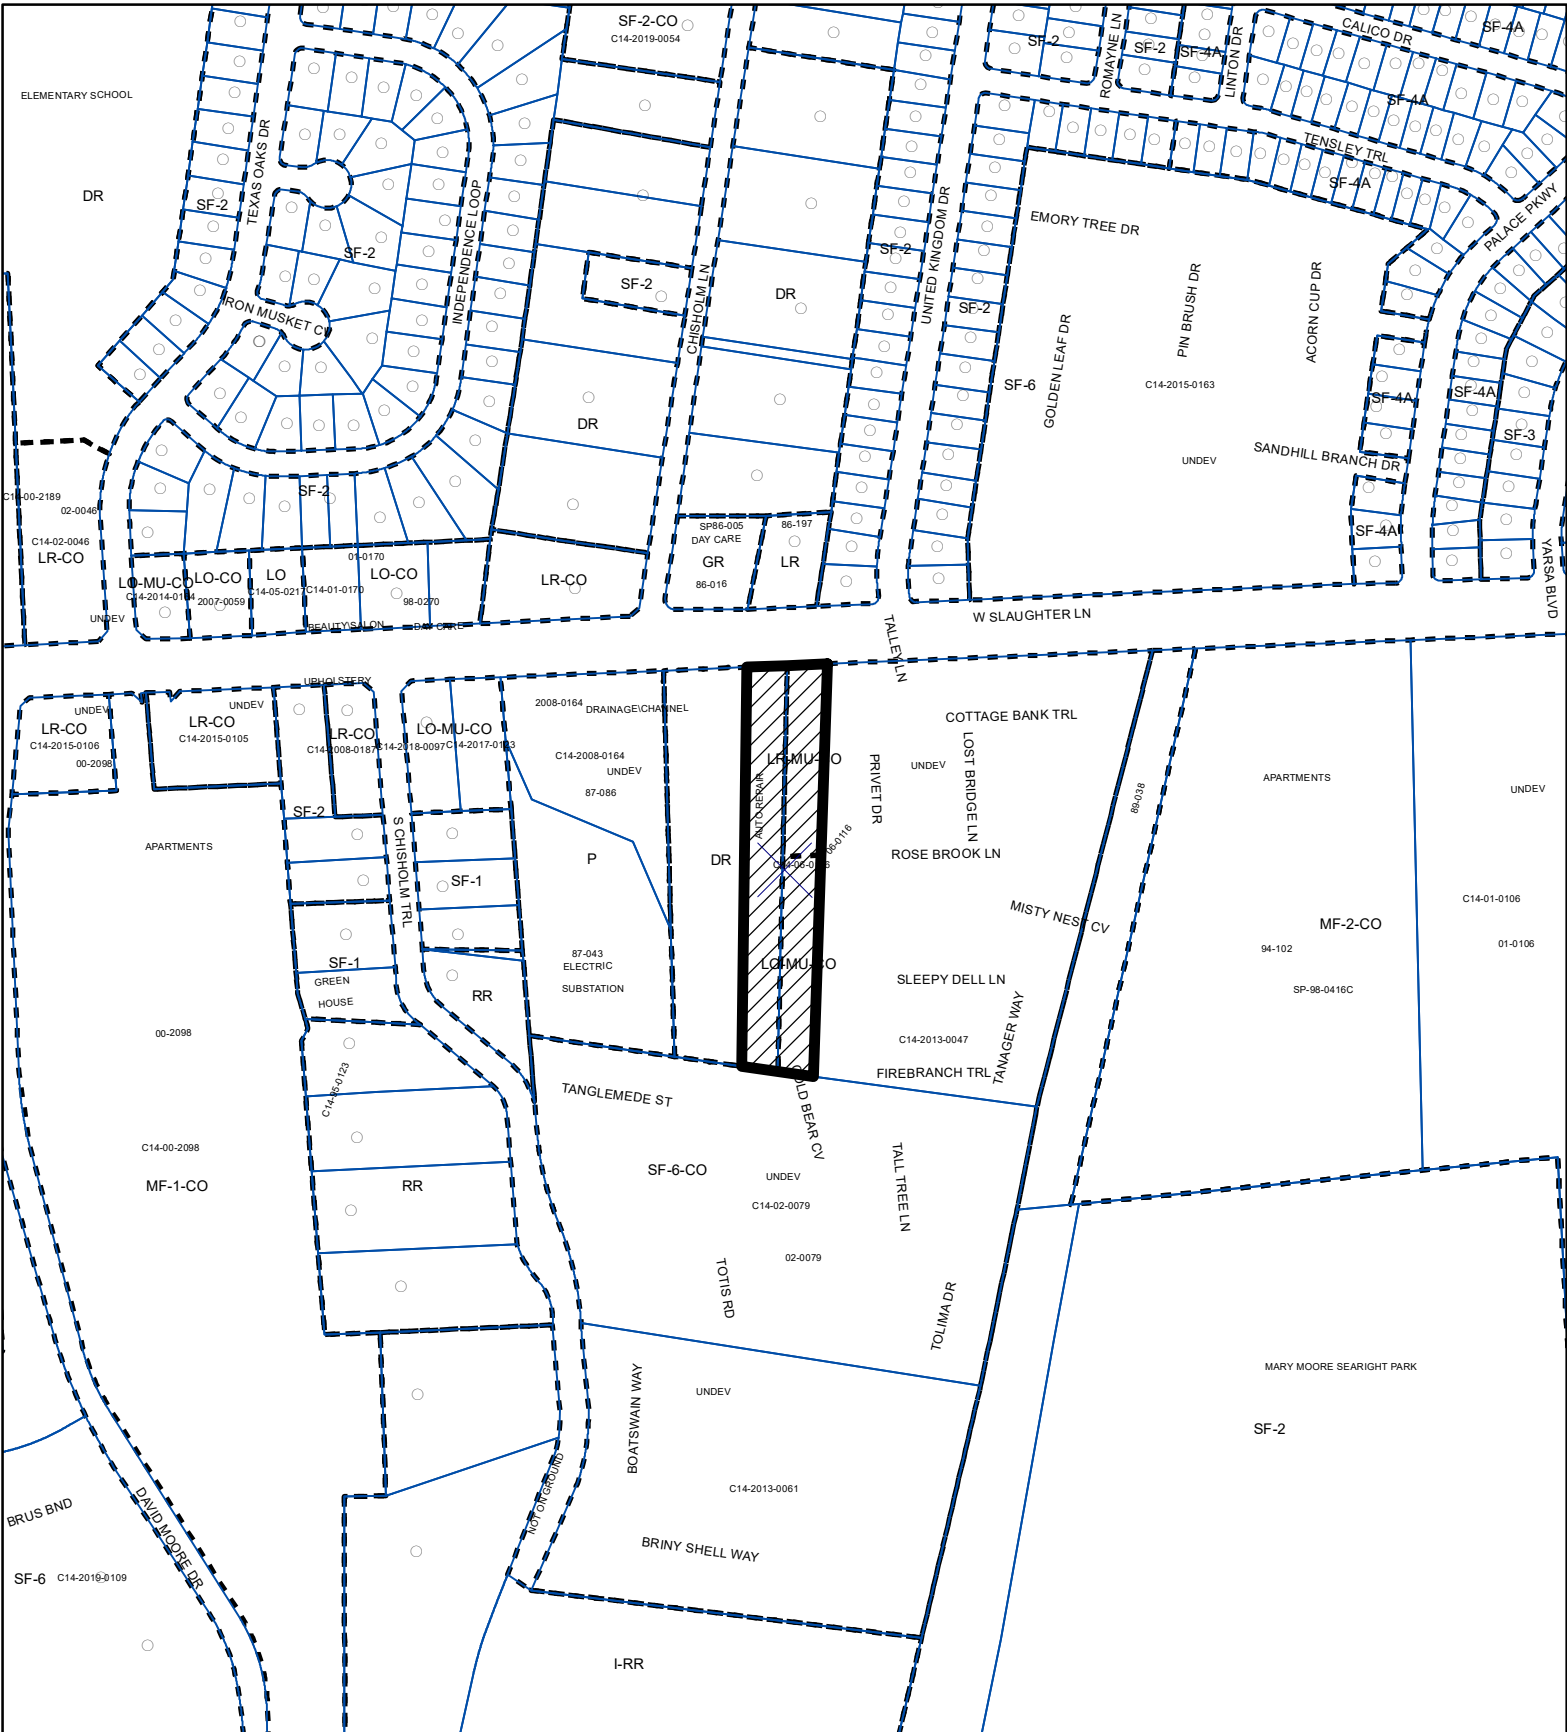 SF-2-CO
C14-2019-0054
ELEMENTARY SCHOOL
DR
SF-2
TEXAS OAKS DR
SF-2
INDEPENDENCE LOOP
SF-2
CHISHOLM LN
DR
SF-2
UNITED KINGDOM DR
SF-2
SF-2
ROMAYNE LN
SF-2
SF-4A
LINTON DR
CALICO DR
SF-4A
SF-4A
TENSLEY TRL
SF-4A
PALACE PKWY
EMORY TREE DR
PIN BRUSH DR
ACORN CUP DR
GOLDEN LEAF DR
SF-6
C14-2015-0163
UNDEV
SF-4A
SF-4A
SF-3
SANDHILL BRANCH DR
SF-4A
YARSA BLVD
DR
SF-2
C14-00-2189
02-0046
C14-02-0046
LR-CO
UNDEV
LO-MU-CO
LO-CO
2007-0059
LO
C14-05-0217
01-0170
C14-01-0170
LO-CO
98-0270
BEAUTY\SALON
DAY CARE
LR-CO
SP86-005
DAY CARE
GR
86-016
86-197
LR
W SLAUGHTER LN
TALLEY LN
UPHOLSTERY
UNDEV
LR-CO
C14-2015-0106
00-2098
UNDEV
LR-CO
C14-2015-0105
LR-CO
C14-2008-0187
C14-2018-0097
LO-MU-CO
SF-2
S CHISHOLM TRL
SF-1
SF-1
GREEN
HOUSE
RR
2008-0164
DRAINAGE\CHANNEL
C14-2008-0164
UNDEV
87-086
P
DR
87-043
ELECTRIC
SUBSTATION
AUTO REPAIR
LR-MU-CO
LO-MU-CO
COTTAGE BANK TRL
PRIVET DR
UNDEV
LOST BRIDGE LN
ROSE BROOK LN
MISTY NEST CV
SLEEPY DELL LN
C14-2013-0047
TANAGER WAY
FIREBRANCH TRL
89-038
APARTMENTS
UNDEV
C14-01-0106
MF-2-CO
94-102
01-0106
SP-98-0416C
APARTMENTS
00-2098
C14-95-0123
C14-00-2098
MF-1-CO
RR
TANGLEMEDE ST
SF-6-CO
UNDEV
C14-02-0079
02-0079
TALL TREE LN
TOTIS RD
TOLIMA DR
MARY MOORE SEARIGHT PARK
SF-2
BOATSWAIN WAY
UNDEV
C14-2013-0061
NOT ON GROUND
BRINY SHELL WAY
BRUS BND
DAVID MOORE DR
SF-6
C14-2019-0109
I-RR